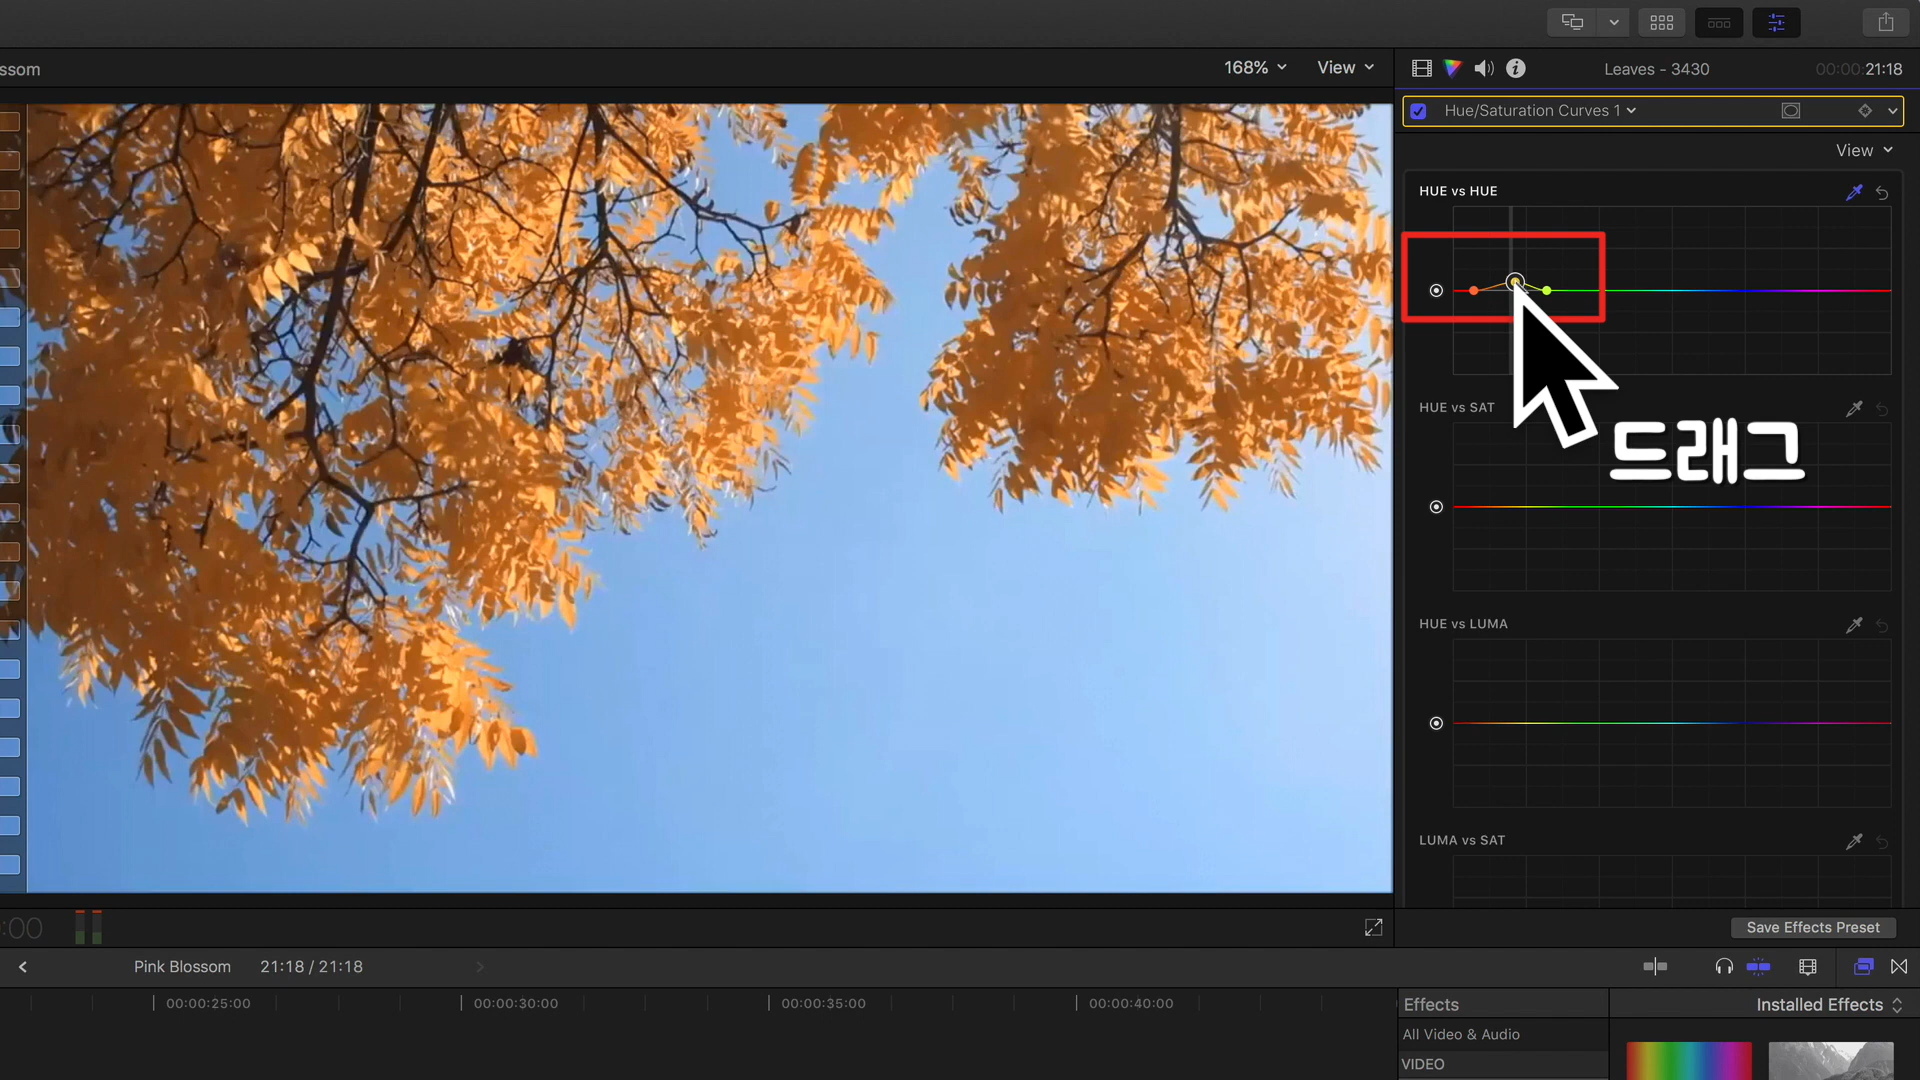 ssom
168%
View
Leaves - 3430
00:00:21:18
Hue/Saturation Curves 1
View
HUE vs HUE
HUE vs SAT
드래그
HUE vs LUMA
LUMA vs SAT
:00
Save Effects Preset
Pink Blossom
21:18 / 21:18
00:00:25:00
00:00:30:00
00:00:35:00
00:00:40:00
Effects
Installed Effects
All Video & Audio
VIDEO